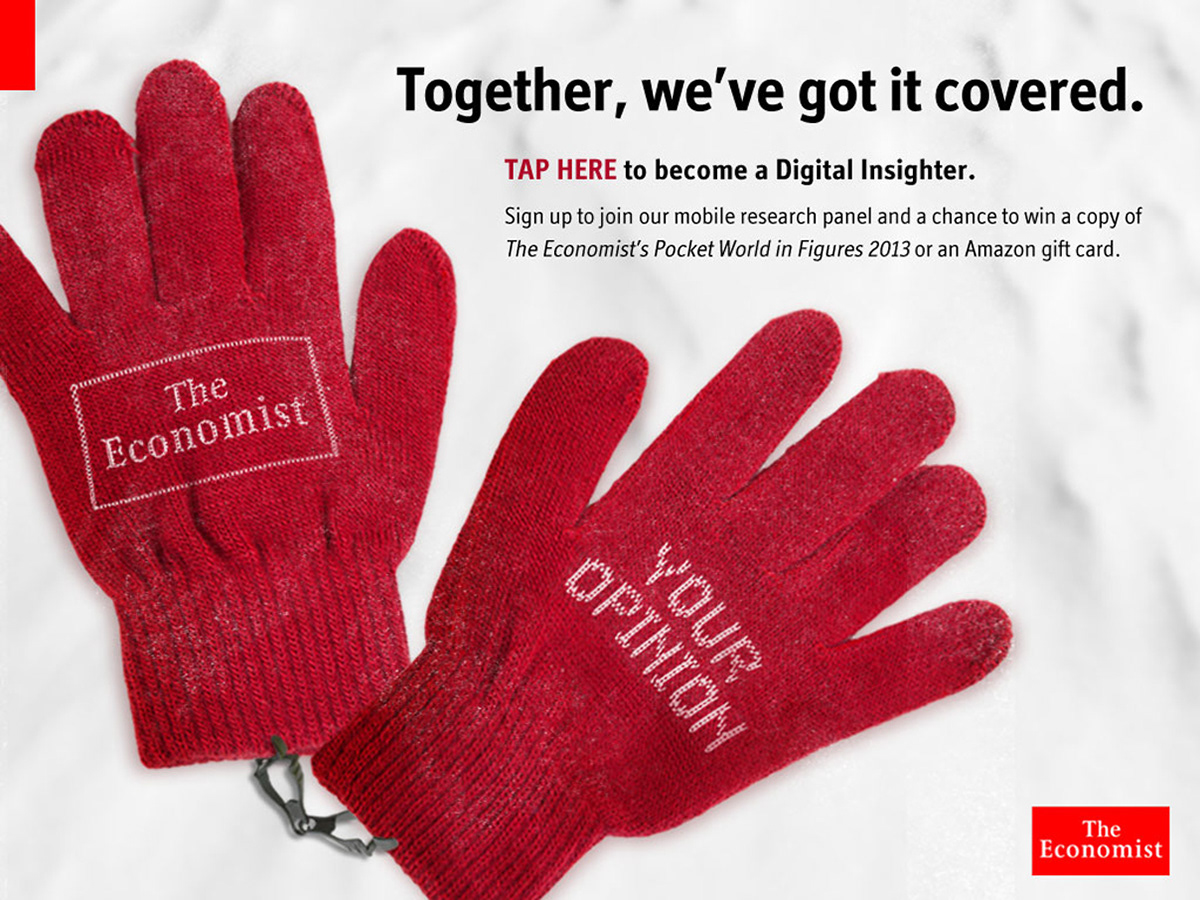 Together, we've got it covered.
TAP HERE to become a Digital Insighter.
Sign up to join our mobile research panel and a chance to win a copy of
The Economist's Pocket World in Figures 2013 or an Amazon gift card.
The
Economist
YOUR
OPINION
The
Economist